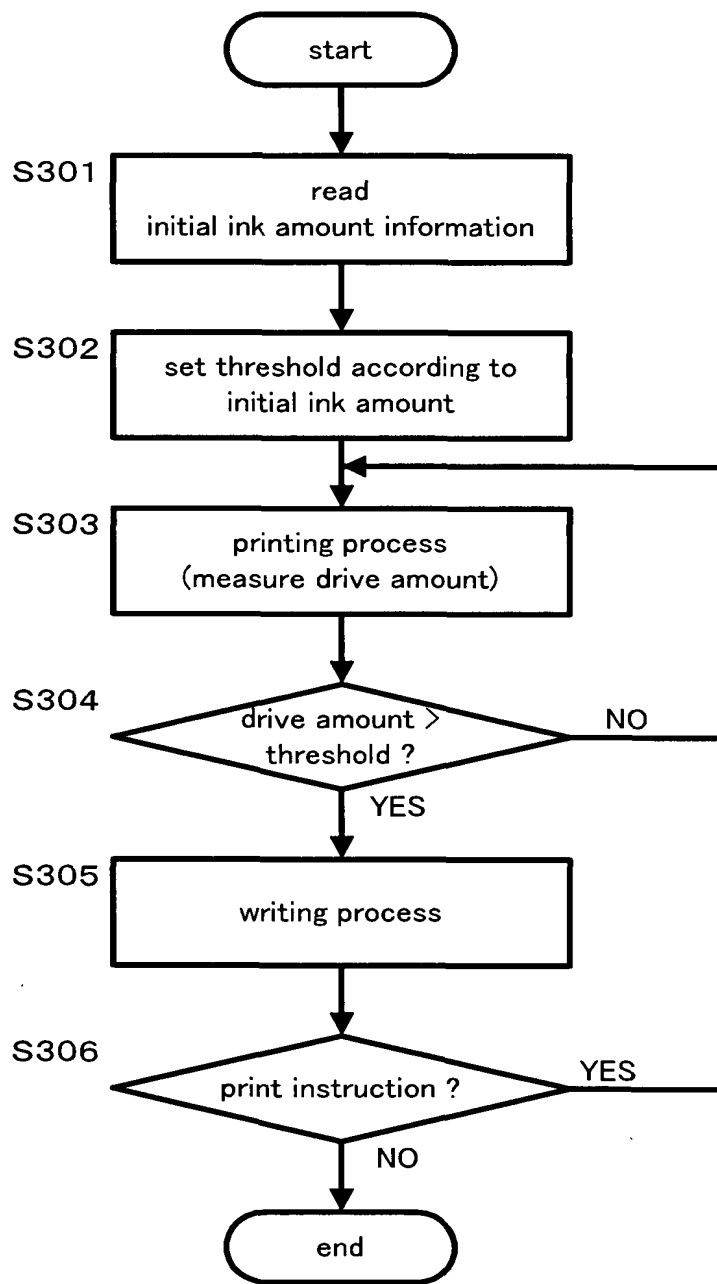 start
S301
read
initial ink amount information
S302
set threshold according to
initial ink amount
S303
printing process
(measure drive amount)
S304
drive amount >
threshold ?
NO
YES
S305
writing process
S306
print instruction ?
YES
NO
end